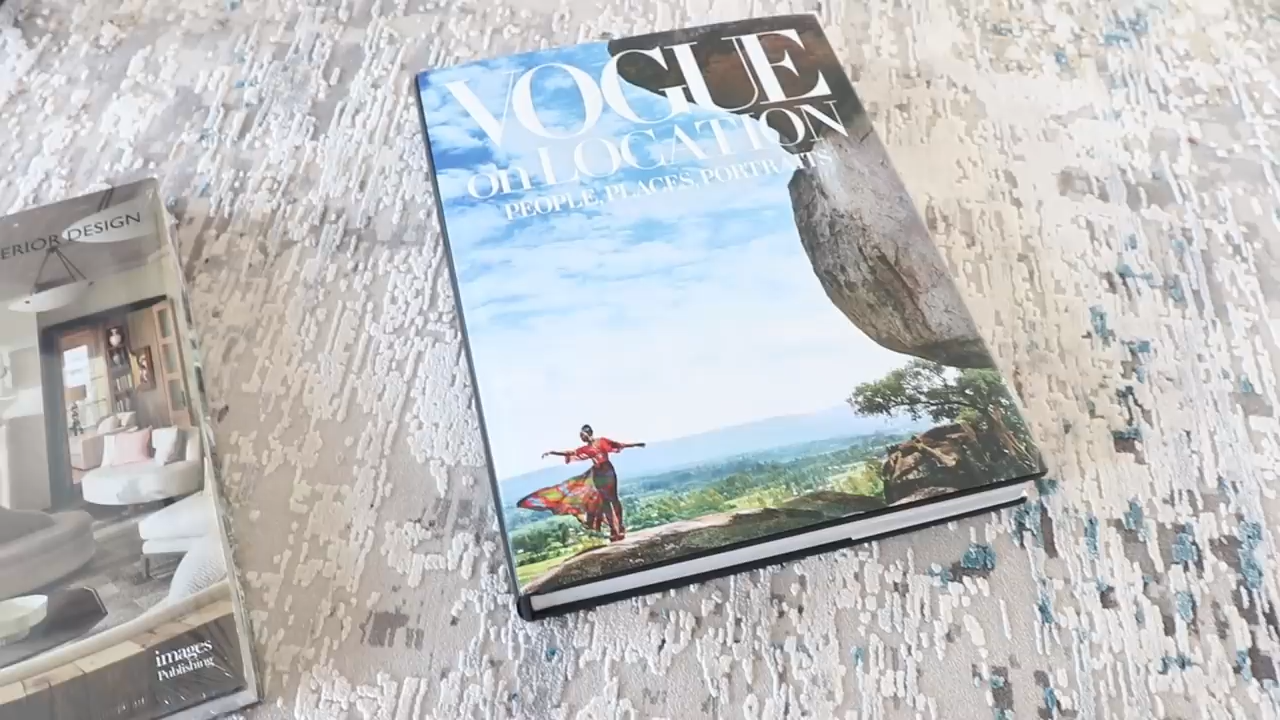 VOGUE
on LOCATION
PEOPLE, PLACES, PORTRAITS
ERIOR DESIGN
images
Publishing